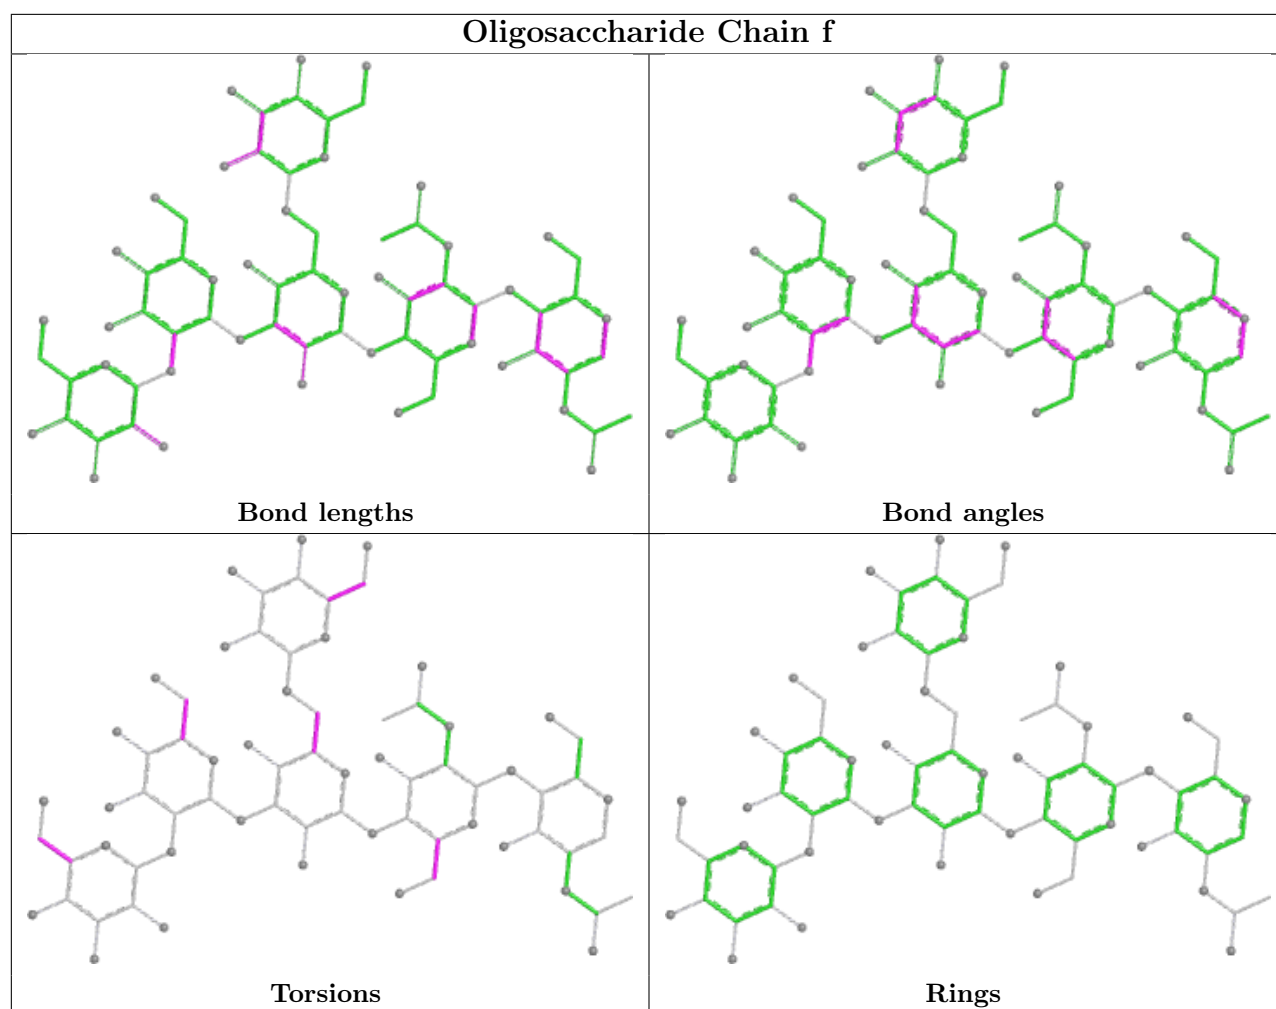 Oligosaccharide Chain f
Bond lengths
Bond angles
Torsions
Rings